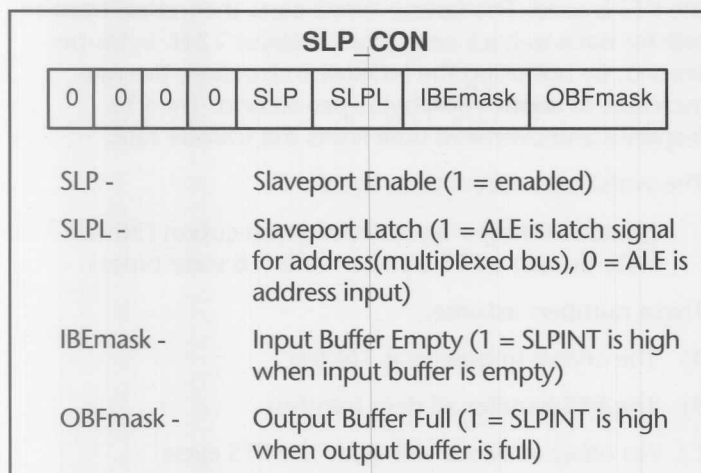 SLP_CON
0 0 0 0 SLP SLPL IBEmask OBFmask
SLP - Slaveport Enable (1 = enabled)
SLPL - Slaveport Latch (1 = ALE is latch signal
for address(multiplexed bus), 0 = ALE is
address input)
IBEmask - Input Buffer Empty (1 = SLPINT is high
when input buffer is empty)
OBFmask - Output Buffer Full (1 = SLPINT is high
when output buffer is full)